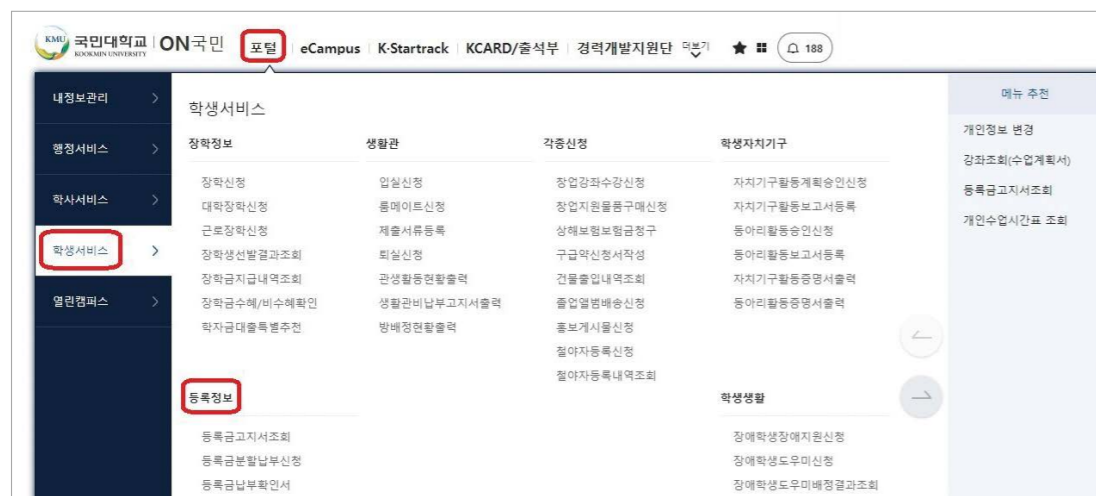 KMU 국민대학교 KOOKMIN UNIVERSITY ON국민 포털 eCampus K·Startrack KCARD/출석부 경력개발지원단 더보기 188
내정보관리
행정서비스
학사서비스
학생서비스
열린캠퍼스
학생서비스
장학정보
장학신청
대학장학신청
근로장학신청
장학생선발결과조회
장학금지급내역조회
장학금수혜/비수혜확인
학자금대출특별추천
생활관
입실신청
룸메이트신청
제출서류등록
퇴실신청
관생활동현황출력
생활관비납부고지서출력
방배정현황출력
각종신청
창업강좌수강신청
창업지원물품구매신청
상해보험보험금청구
구급약신청서작성
건물출입내역조회
졸업앨범배송신청
홍보게시물신청
철야자등록신청
철야자등록내역조회
학생자치기구
자치기구활동계획승인신청
자치기구활동보고서등록
동아리활동승인신청
동아리활동보고서등록
자치기구활동증명서출력
동아리활동증명서출력
등록정보
등록금고지서조회
등록금분할납부신청
등록금납부확인서
학생생활
장애학생장애지원신청
장애학생도우미신청
장애학생도우미배정결과조회
메뉴 추천
개인정보 변경
강좌조회(수업계획서)
등록금고지서조회
개인수업시간표 조회